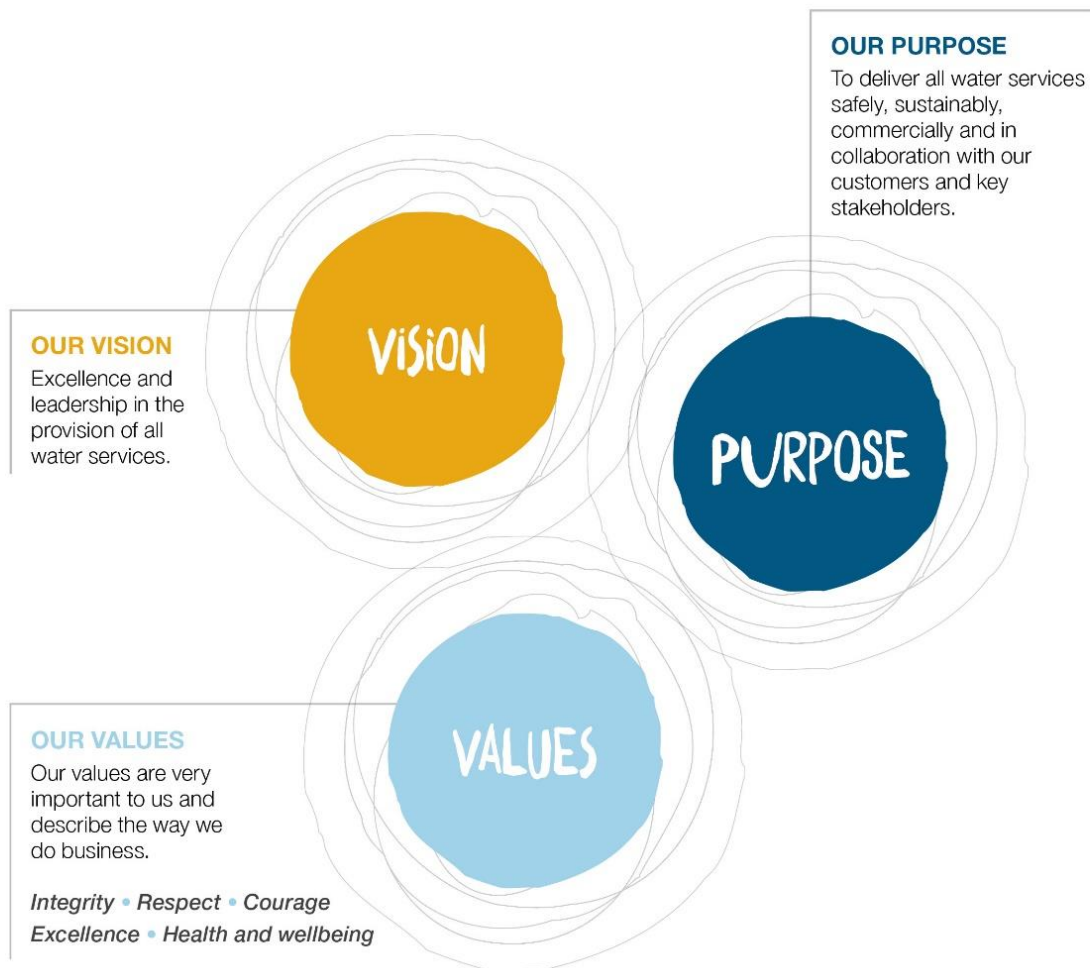 OUR PURPOSE
To deliver all water services
safely, sustainably,
commercially and in
collaboration with our
customers and key
stakeholders.
VISION
OUR VISION
Excellence and
leadership in the
provision of all
water services.
PURPOSE
VALUES
OUR VALUES
Our values are very
important to us and
describe the way we
do business.
Integrity • Respect • Courage
Excellence • Health and wellbeing